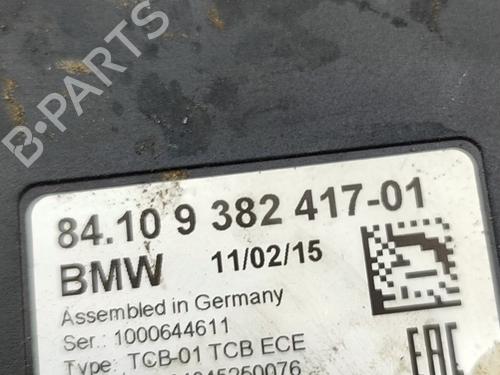 B-PARTS
84.10 9 382 417-01
BMW 11/02/15
Assembled in Germany
Ser.: 1000644611
Type: TCB-01 TCB ECE
EAC